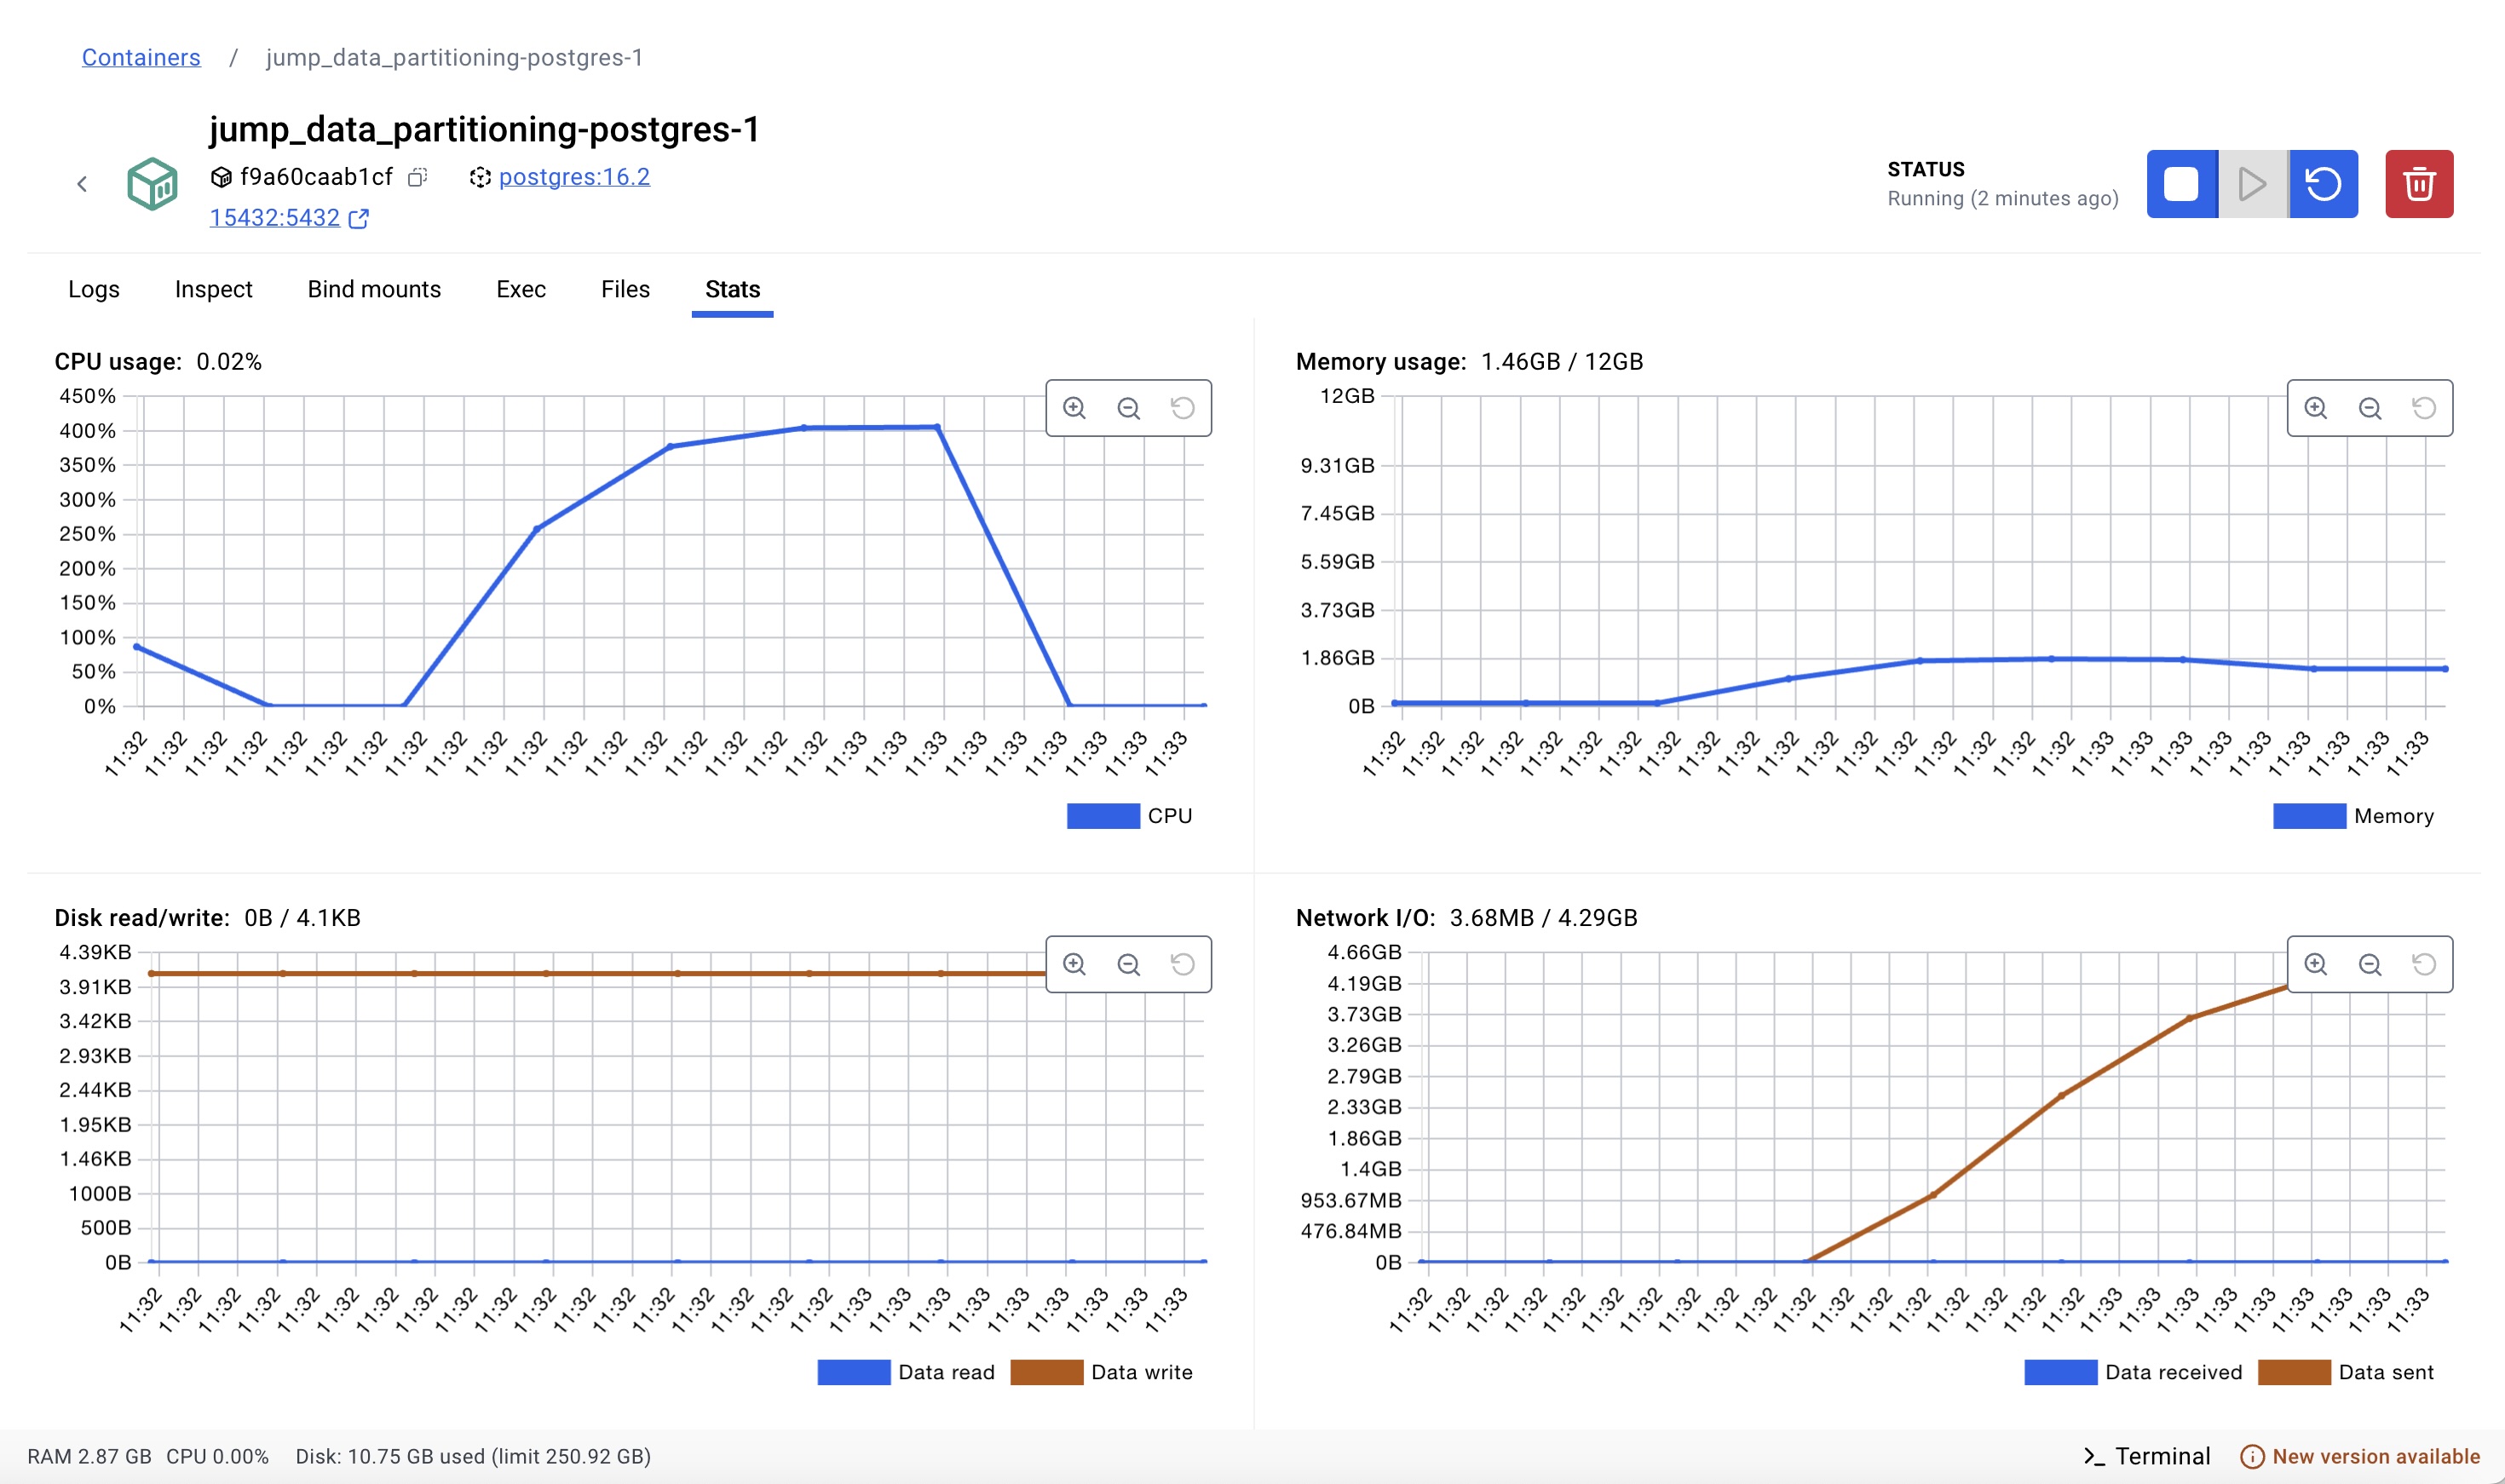 Containers / jump_data_partitioning-postgres-1
jump_data_partitioning-postgres-1
f9a60caab1cf postgres:16.2
15432:5432
STATUS
Running (2 minutes ago)
Logs Inspect Bind mounts Exec Files Stats
CPU usage: 0.02%
450%
400%
350%
300%
250%
200%
150%
100%
50%
0%
11:32 11:32 11:32 11:32 11:32 11:32 11:32 11:32 11:32 11:32 11:32 11:32 11:32 11:32 11:32 11:32 11:32 11:32 11:33 11:33 11:33 11:33 11:33 11:33 11:33 11:33 11:33
CPU
Memory usage: 1.46GB / 12GB
12GB
9.31GB
7.45GB
5.59GB
3.73GB
1.86GB
0B
11:32 11:32 11:32 11:32 11:32 11:32 11:32 11:32 11:32 11:32 11:32 11:32 11:32 11:32 11:32 11:32 11:32 11:32 11:33 11:33 11:33 11:33 11:33 11:33 11:33 11:33 11:33
Memory
Disk read/write: 0B / 4.1KB
4.39KB
3.91KB
3.42KB
2.93KB
2.44KB
1.95KB
1.46KB
1000B
500B
0B
11:32 11:32 11:32 11:32 11:32 11:32 11:32 11:32 11:32 11:32 11:32 11:32 11:32 11:32 11:32 11:32 11:32 11:32 11:33 11:33 11:33 11:33 11:33 11:33 11:33 11:33 11:33
Data read Data write
Network I/O: 3.68MB / 4.29GB
4.66GB
4.19GB
3.73GB
3.26GB
2.79GB
2.33GB
1.86GB
1.4GB
953.67MB
476.84MB
0B
11:32 11:32 11:32 11:32 11:32 11:32 11:32 11:32 11:32 11:32 11:32 11:32 11:32 11:32 11:32 11:32 11:32 11:32 11:33 11:33 11:33 11:33 11:33 11:33 11:33 11:33 11:33
Data received Data sent
RAM 2.87 GB CPU 0.00% Disk: 10.75 GB used (limit 250.92 GB)
>_ Terminal New version available